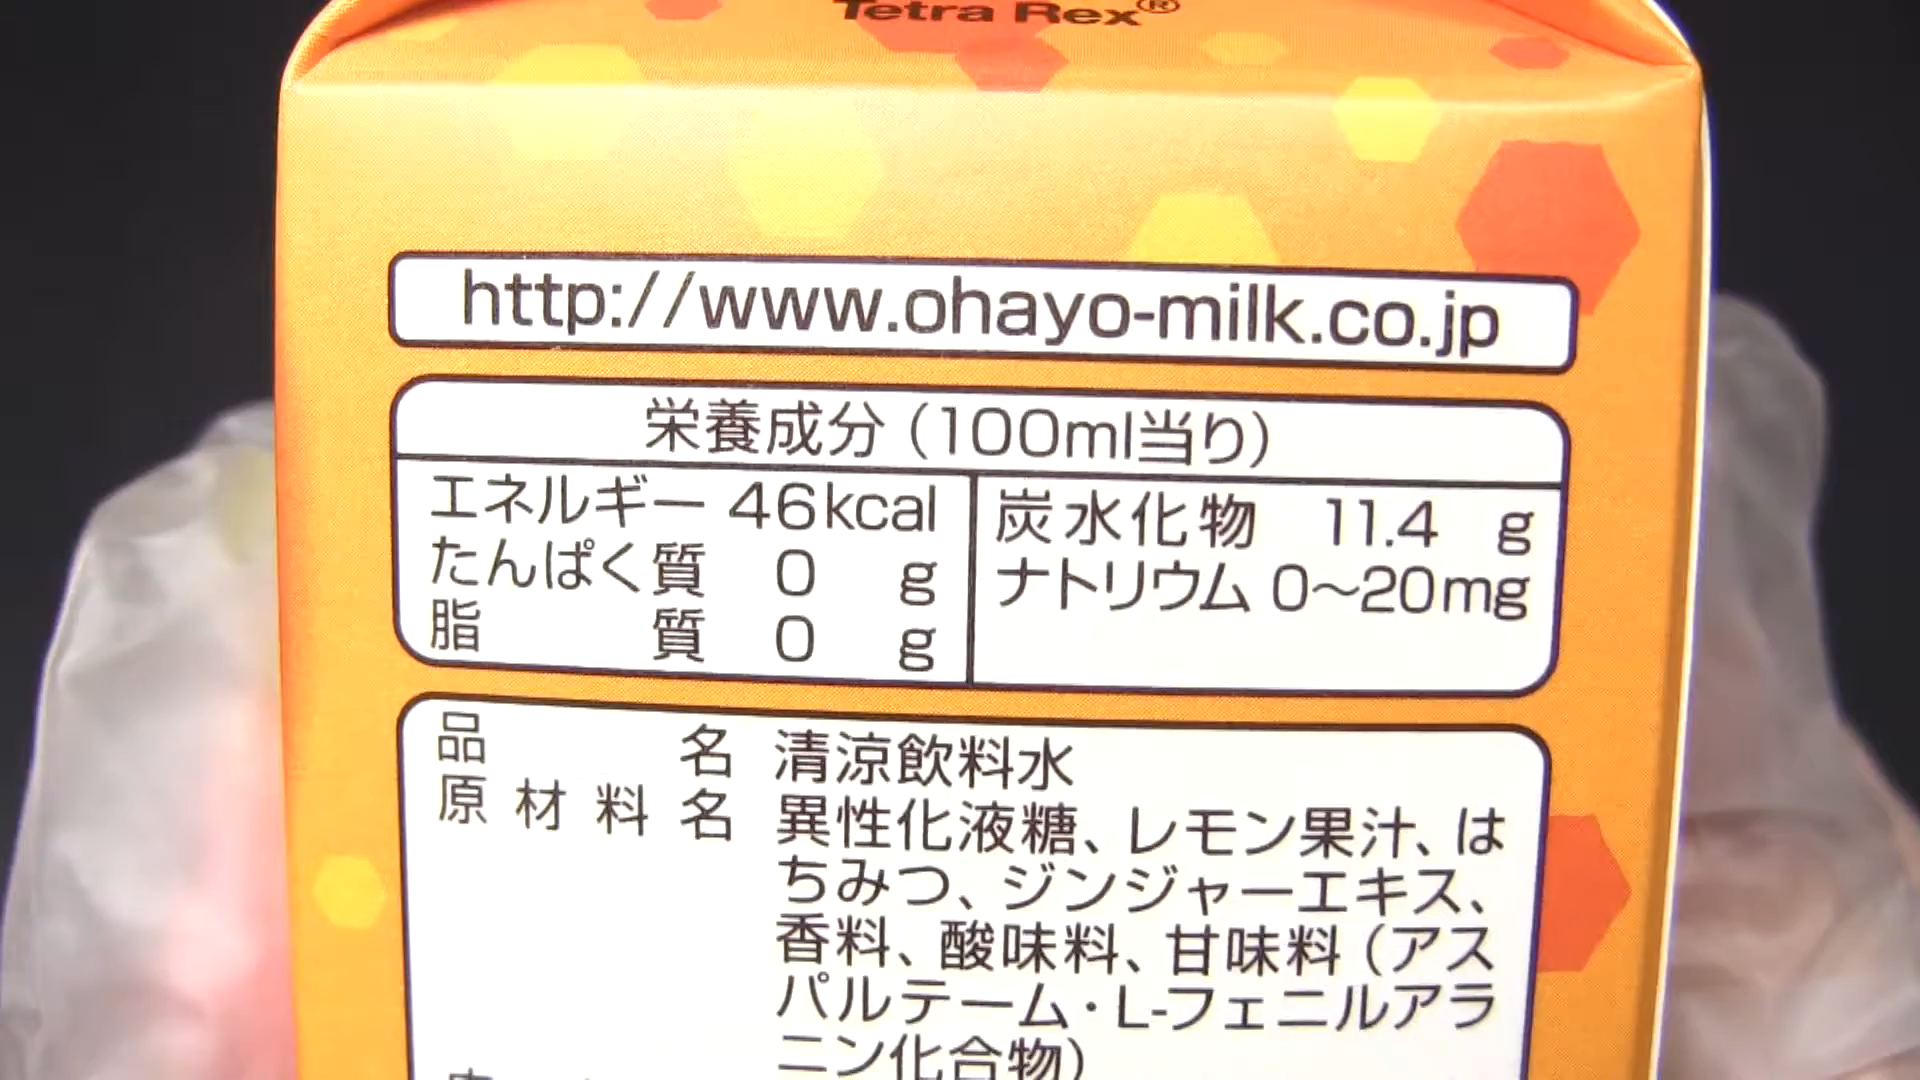 Tetra Rex®
http://www.ohayo-milk.co.jp
栄養成分(100ml当り)
エネルギー 46kcal
たんぱく質 0 g
脂質 0 g
炭水化物 11.4 g
ナトリウム 0〜20mg
品名 清涼飲料水
原材料名 異性化液糖、レモン果汁、は
ちみつ、ジンジャーエキス、
香料、酸味料、甘味料(アス
パルテーム・L-フェニルアラ
ニン化合物)